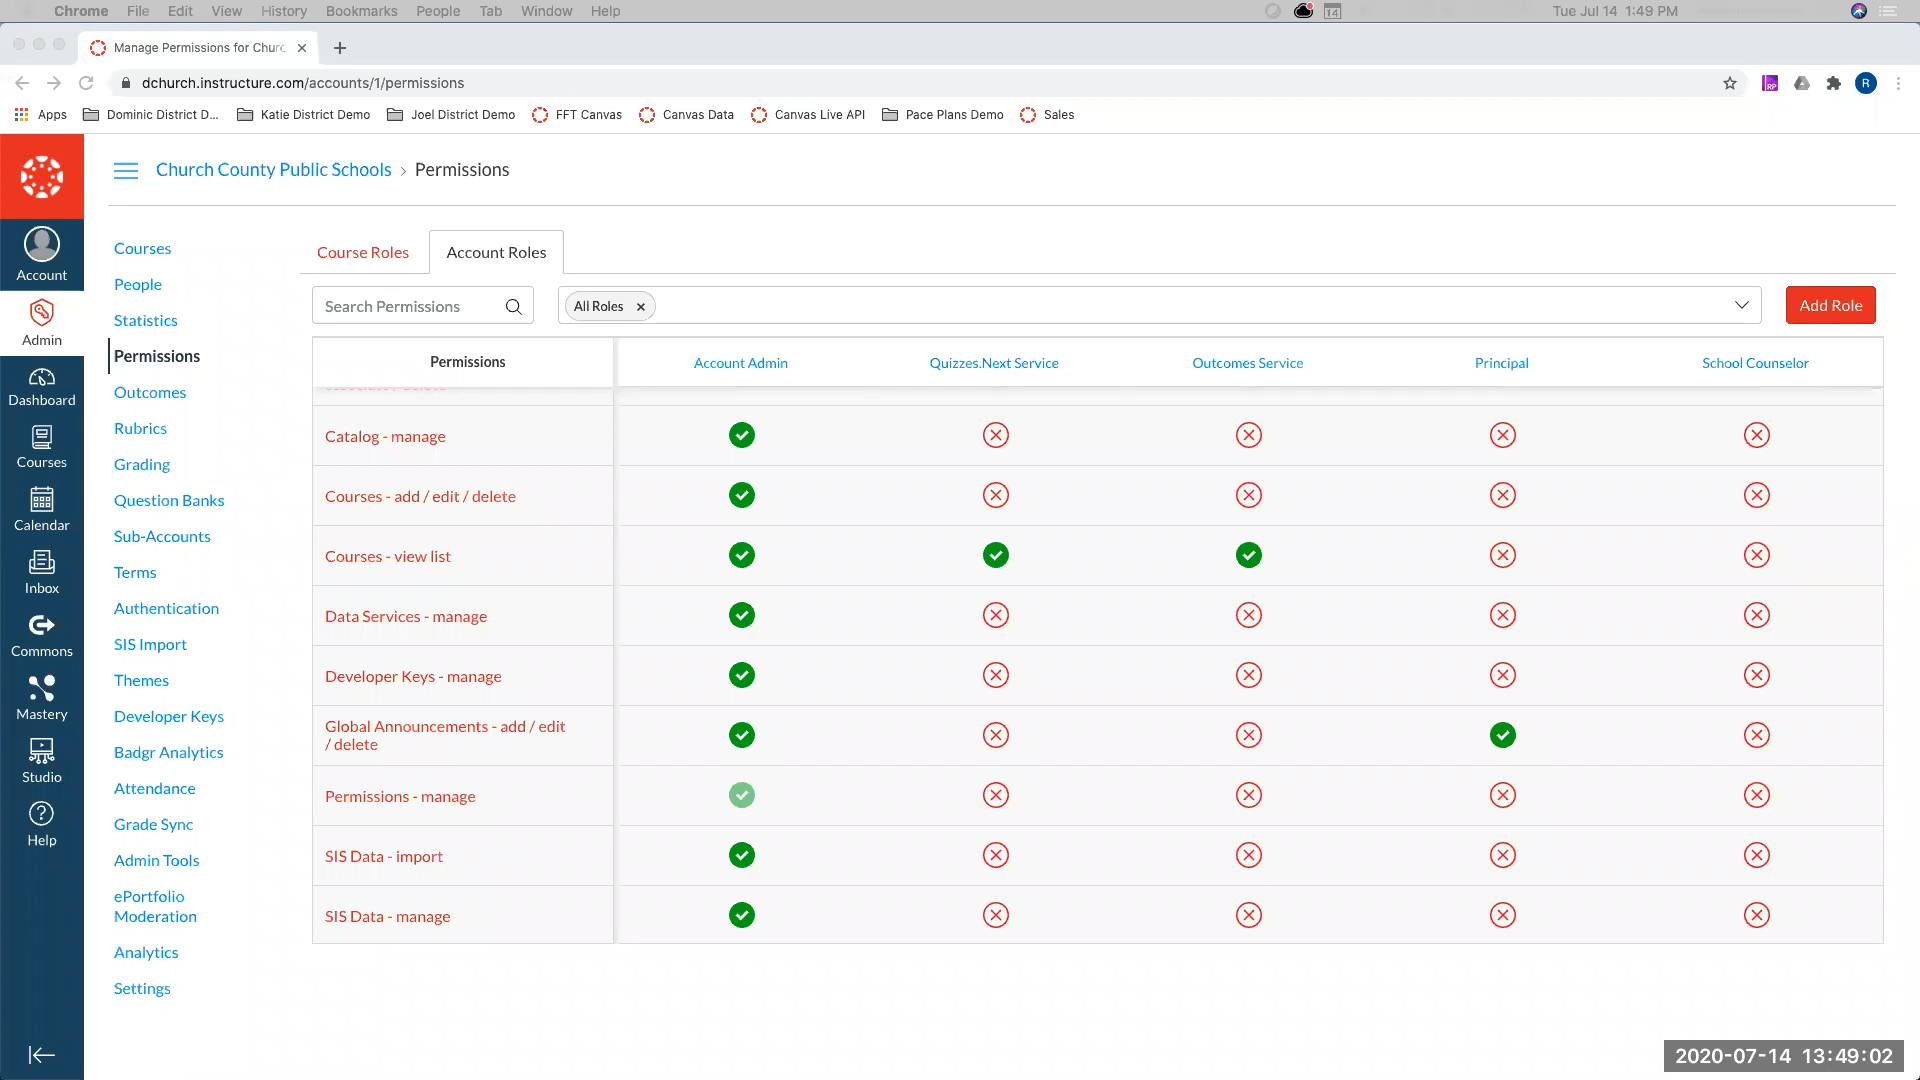 Chrome File Edit View History Bookmarks People Tab Window Help
14
Tue Jul 14 1:49 PM
Manage Permissions for Churc
dchurch.instructure.com/accounts/1/permissions
RP
R
Apps
Dominic District D...
Katie District Demo
Joel District Demo
FFT Canvas
Canvas Data
Canvas Live API
Pace Plans Demo
Sales
Church County Public Schools > Permissions
Account
Admin
Dashboard
Courses
Calendar
Inbox
Commons
Mastery
Studio
Help
Courses
People
Statistics
Permissions
Outcomes
Rubrics
Grading
Question Banks
Sub-Accounts
Terms
Authentication
SIS Import
Themes
Developer Keys
Badgr Analytics
Attendance
Grade Sync
Admin Tools
ePortfolio
Moderation
Analytics
Settings
Course Roles
Account Roles
Search Permissions
All Roles
Add Role
Permissions
Account Admin
Quizzes.Next Service
Outcomes Service
Principal
School Counselor
Catalog - manage
Courses - add / edit / delete
Courses - view list
Data Services - manage
Developer Keys - manage
Global Announcements - add / edit
/ delete
Permissions - manage
SIS Data - import
SIS Data - manage
2020-07-14 13:49:02